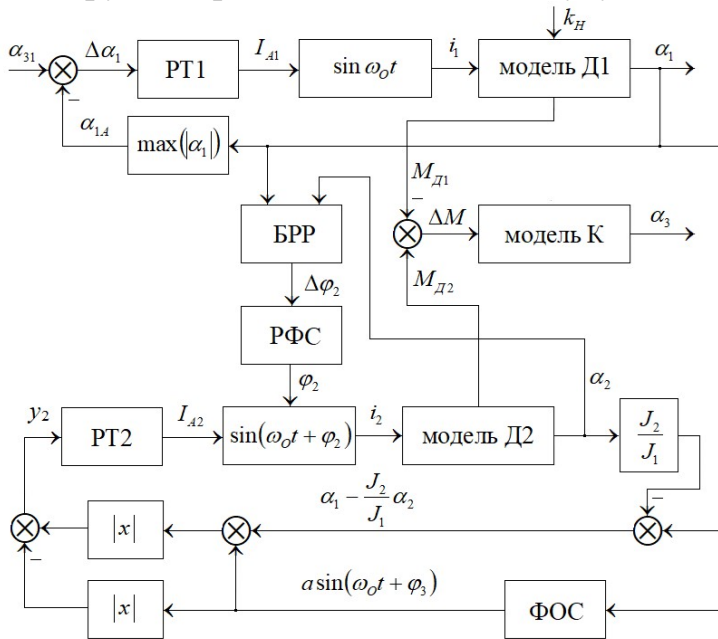 k_H
α_31 Δα_1 РТ1 I_A1 sin ω_O t i_1 модель Д1 α_1
−
α_1A max(|α_1|)
M_Д1
−
БРР ΔM модель К α_3
Δφ_2 M_Д2
РФС
φ_2 α_2
y_2 РТ2 I_A2 sin(ω_O t + φ_2) i_2 модель Д2 J_2/J_1
α_1 − J_2/J_1 α_2 −
|x|
−
|x| a sin(ω_O t + φ_3) ФОС